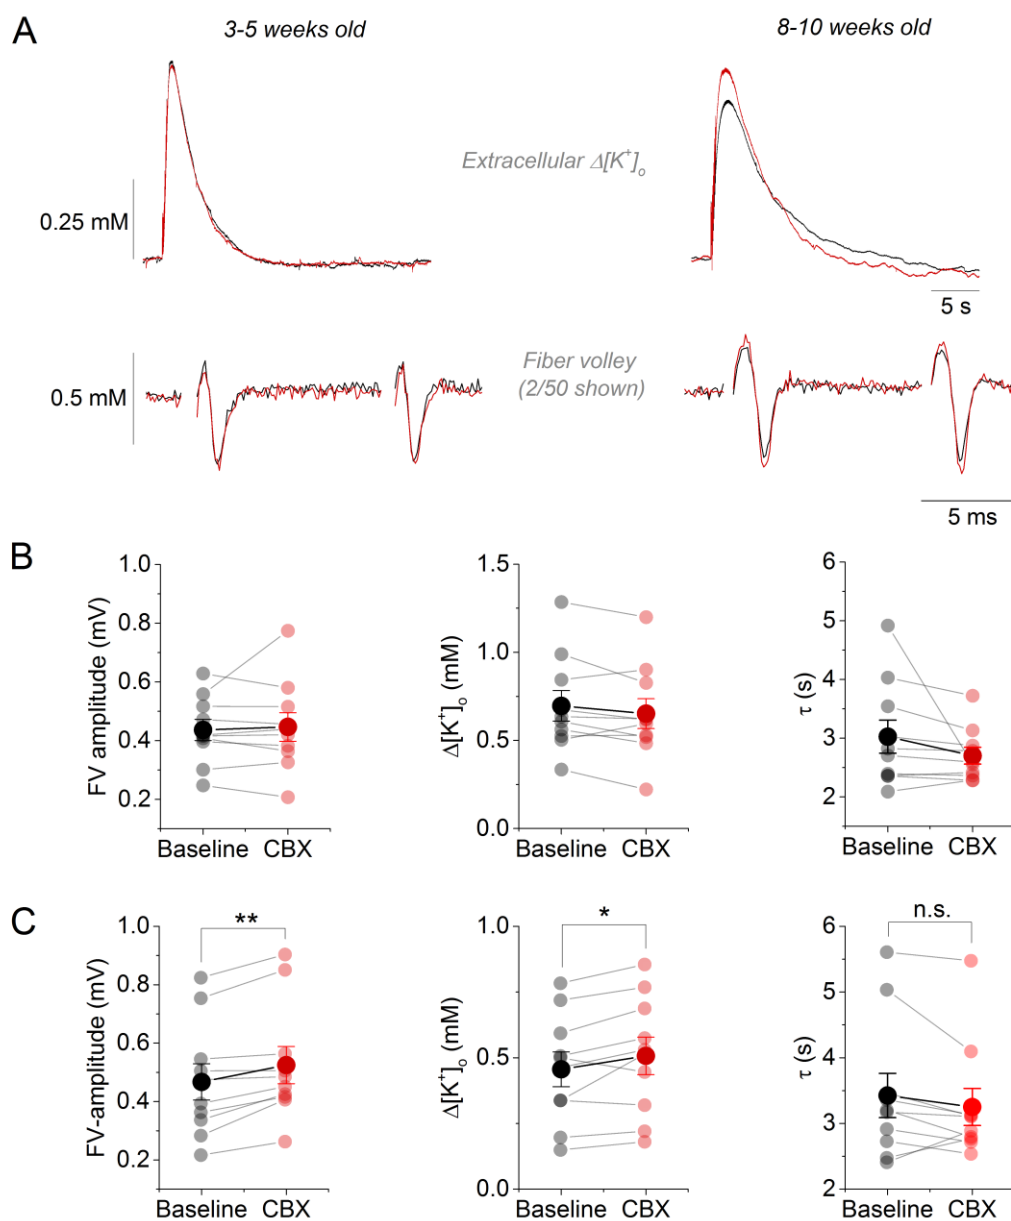 A
3-5 weeks old
8-10 weeks old
Extracellular Δ[K⁺]ₒ
0.25 mM
5 s
Fiber volley
(2/50 shown)
0.5 mM
5 ms
B
FV amplitude (mV)
1.0
0.8
0.6
0.4
0.2
Baseline CBX
Δ[K⁺]ₒ (mM)
1.5
1.0
0.5
0.0
Baseline CBX
τ (s)
6
5
4
3
2
Baseline CBX
C
FV-amplitude (mV)
1.0
0.8
0.6
0.4
0.2
**
Baseline CBX
Δ[K⁺]ₒ (mM)
1.0
0.5
0.0
*
Baseline CBX
τ (s)
6
5
4
3
2
n.s.
Baseline CBX